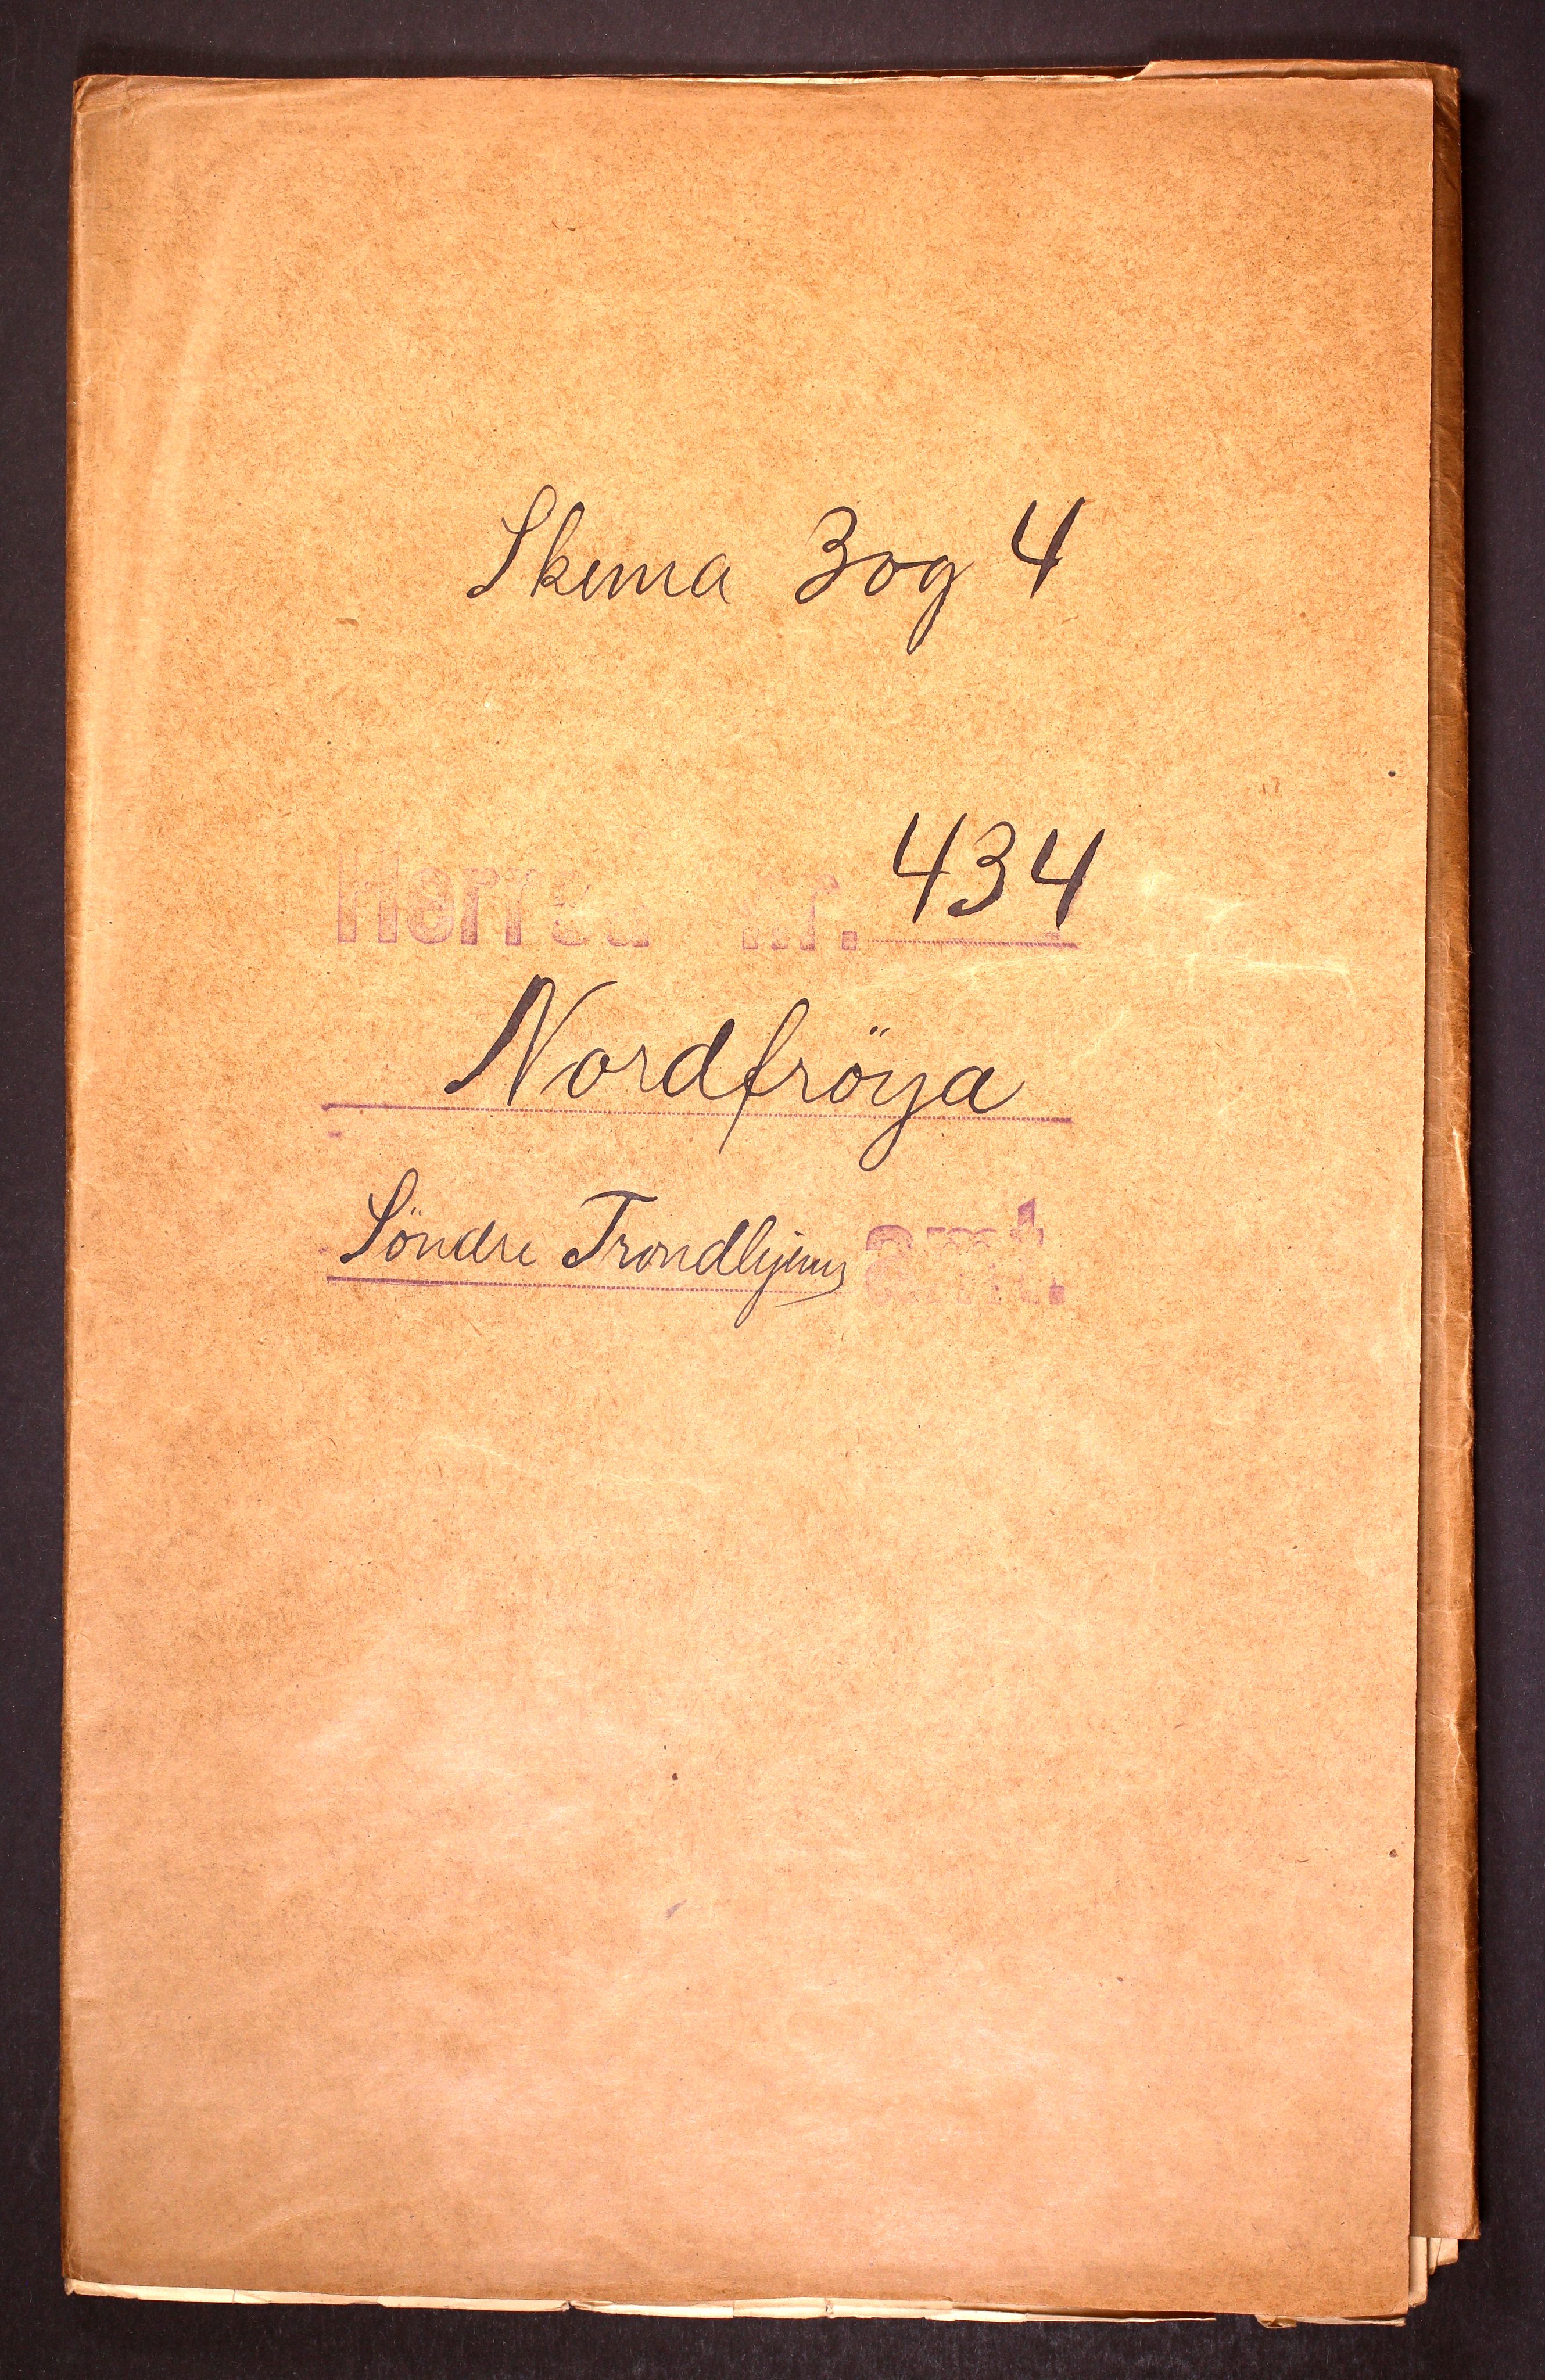 Skema 3 og 4
Herred nr. 434
Nordfröya
Söndre Trondhjems amt.